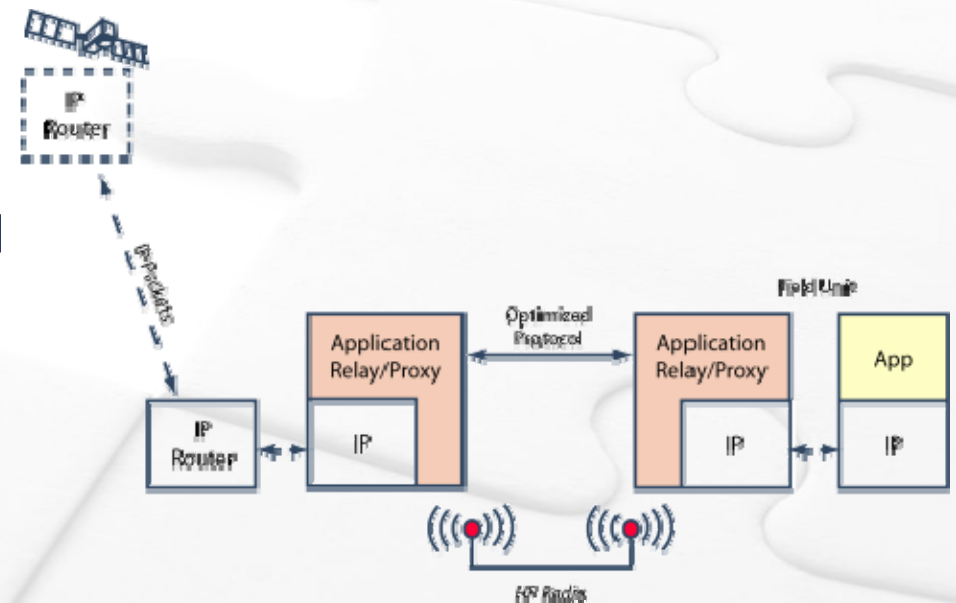 IP
Router
IP Packets
Field Unit
Optimized
Protocol
Application
Relay/Proxy
Application
Relay/Proxy
App
IP
Router
IP
IP
IP
HF Radio